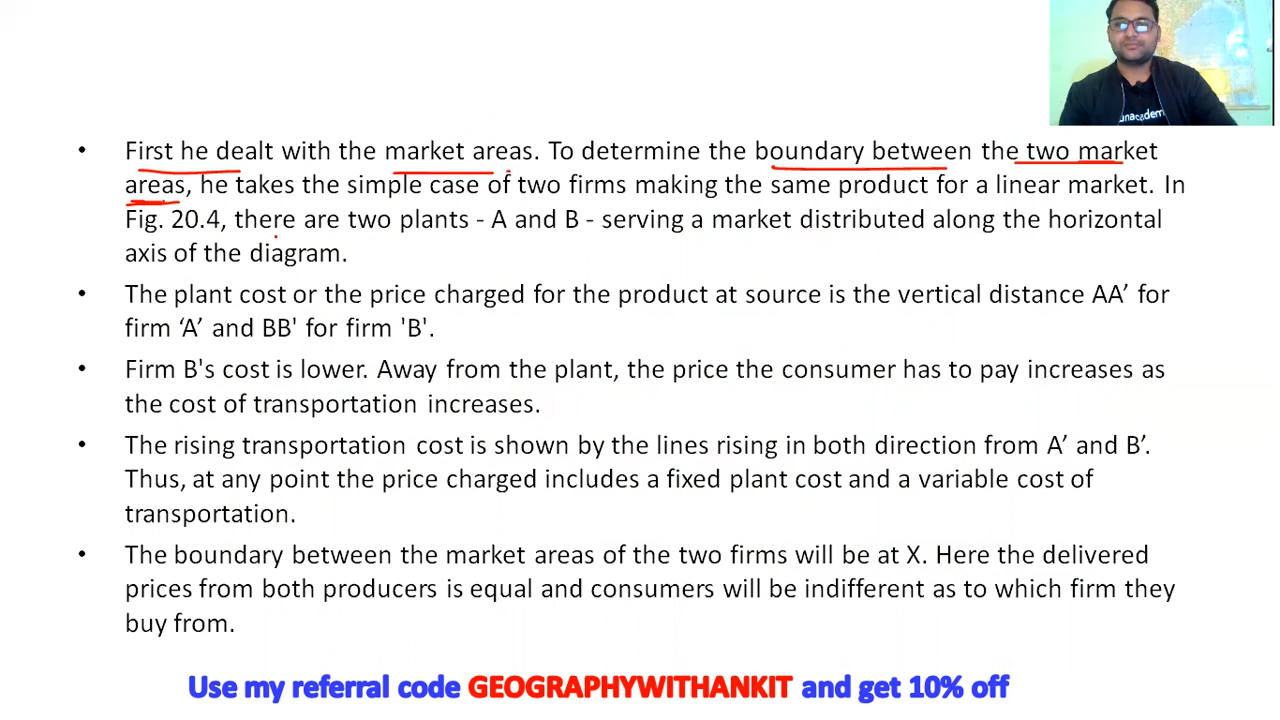 unacadem
• First he dealt with the market areas. To determine the boundary between the two market
areas, he takes the simple case of two firms making the same product for a linear market. In
Fig. 20.4, there are two plants - A and B - serving a market distributed along the horizontal
axis of the diagram.
• The plant cost or the price charged for the product at source is the vertical distance AA’ for
firm ‘A’ and BB' for firm 'B'.
• Firm B's cost is lower. Away from the plant, the price the consumer has to pay increases as
the cost of transportation increases.
• The rising transportation cost is shown by the lines rising in both direction from A’ and B’.
Thus, at any point the price charged includes a fixed plant cost and a variable cost of
transportation.
• The boundary between the market areas of the two firms will be at X. Here the delivered
prices from both producers is equal and consumers will be indifferent as to which firm they
buy from.
Use my referral code GEOGRAPHYWITHANKIT and get 10% off